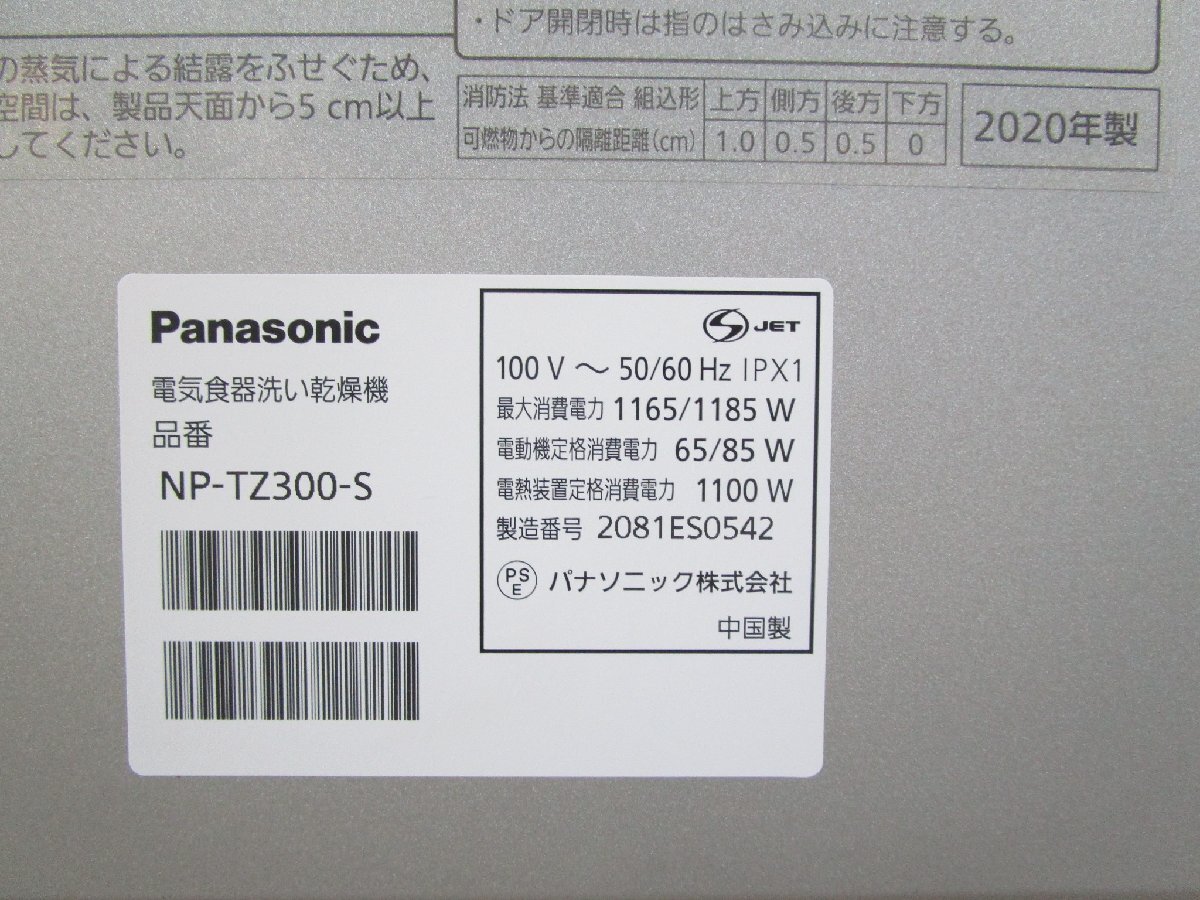 ・ドア開閉時は指のはさみ込みに注意する。
の蒸気による結露をふせぐため、
空間は、製品天面から5 cm以上
してください。
消防法 基準適合 組込形 上方 側方 後方 下方
可燃物からの隔離距離(cm) 1.0 0.5 0.5 0
2020年製
Panasonic
電気食器洗い乾燥機
品番
NP-TZ300-S
S JET
100 V ～ 50/60 Hz IPX1
最大消費電力 1165/1185 W
電動機定格消費電力 65/85 W
電熱装置定格消費電力 1100 W
製造番号 2081ES0542
PSE パナソニック株式会社
中国製